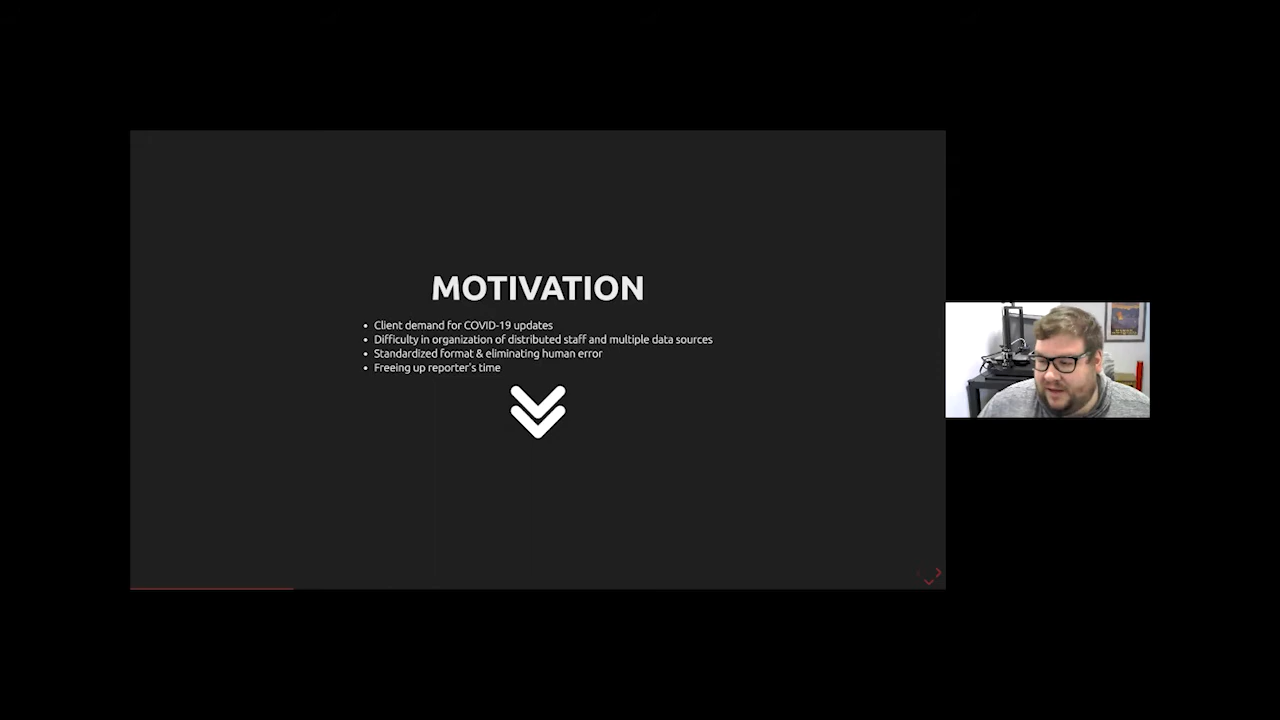 MOTIVATION
• Client demand for COVID-19 updates
• Difficulty in organization of distributed staff and multiple data sources
• Standardized format & eliminating human error
• Freeing up reporter's time